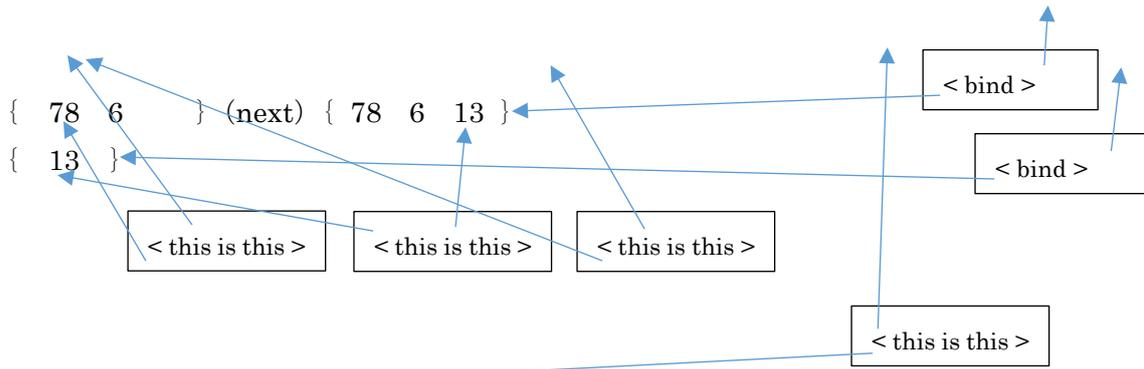 < bind >
{ 78 6 } (next) { 78 6 13 }
{ 13 }
< bind >
< this is this > < this is this > < this is this >
< this is this >